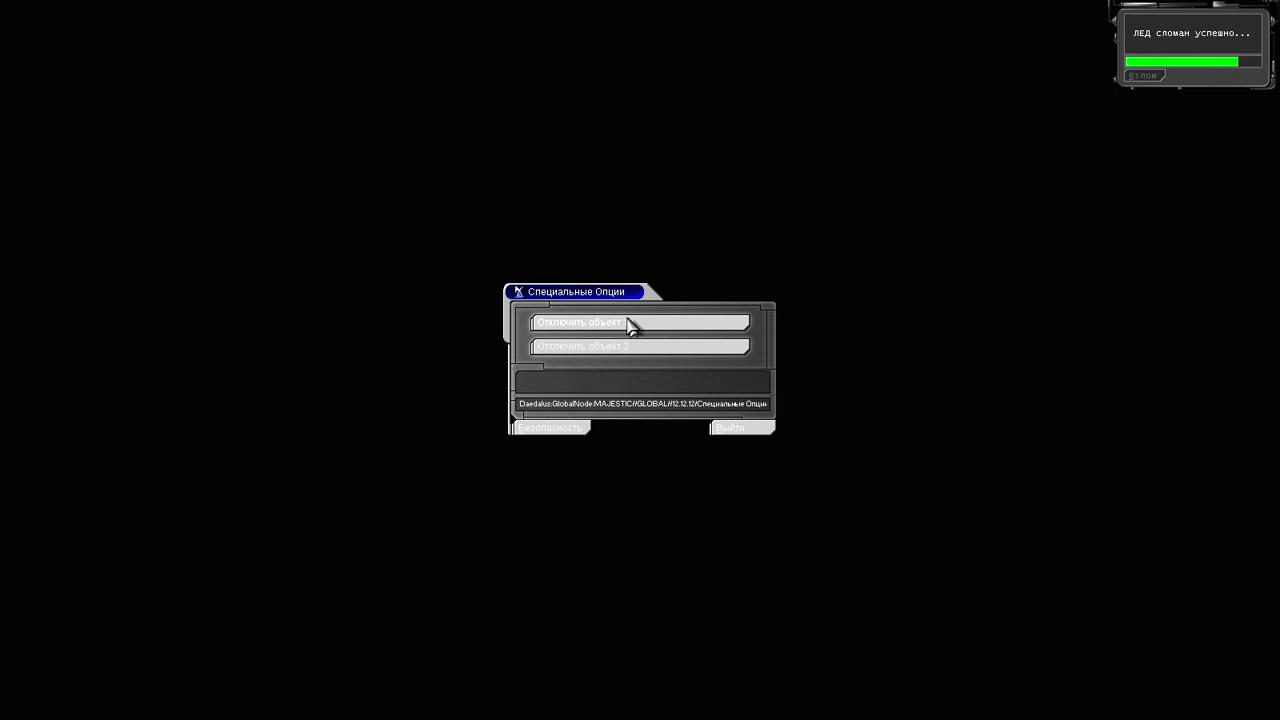 ЛЕД сломан успешно...
Взлом
Специальные Опции
Отключить объект
Отключить объект 2
Daedalus:GlobalNode:MAJESTIC//GLOBAL//12.12.12/Специальные Опции
Безопасность
Выйти